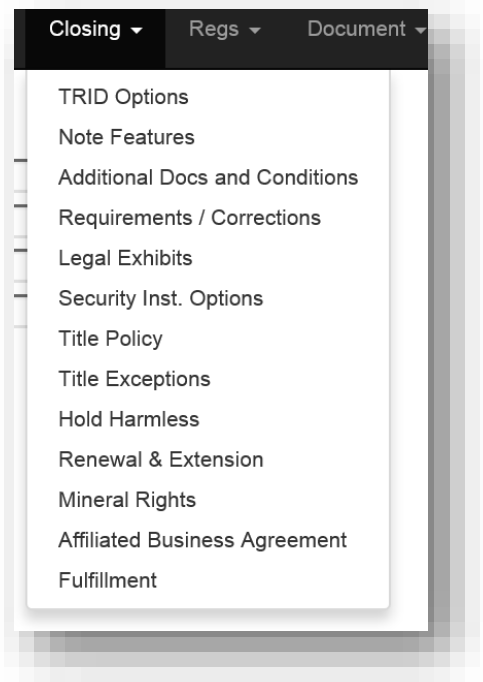 Closing Regs Document
TRID Options
Note Features
Additional Docs and Conditions
Requirements / Corrections
Legal Exhibits
Security Inst. Options
Title Policy
Title Exceptions
Hold Harmless
Renewal & Extension
Mineral Rights
Affiliated Business Agreement
Fulfillment